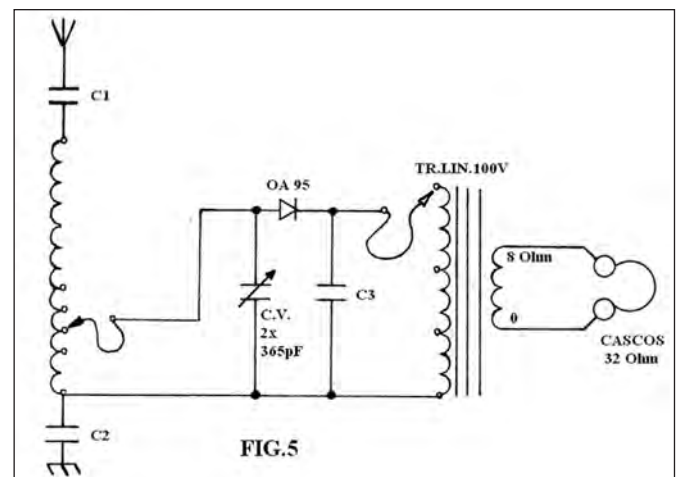 C1
TR.LIN.100V
OA 95
8 Ohm
C.V.
2x
365pF
C3
0
CASCOS
32 Ohm
C2
FIG.5